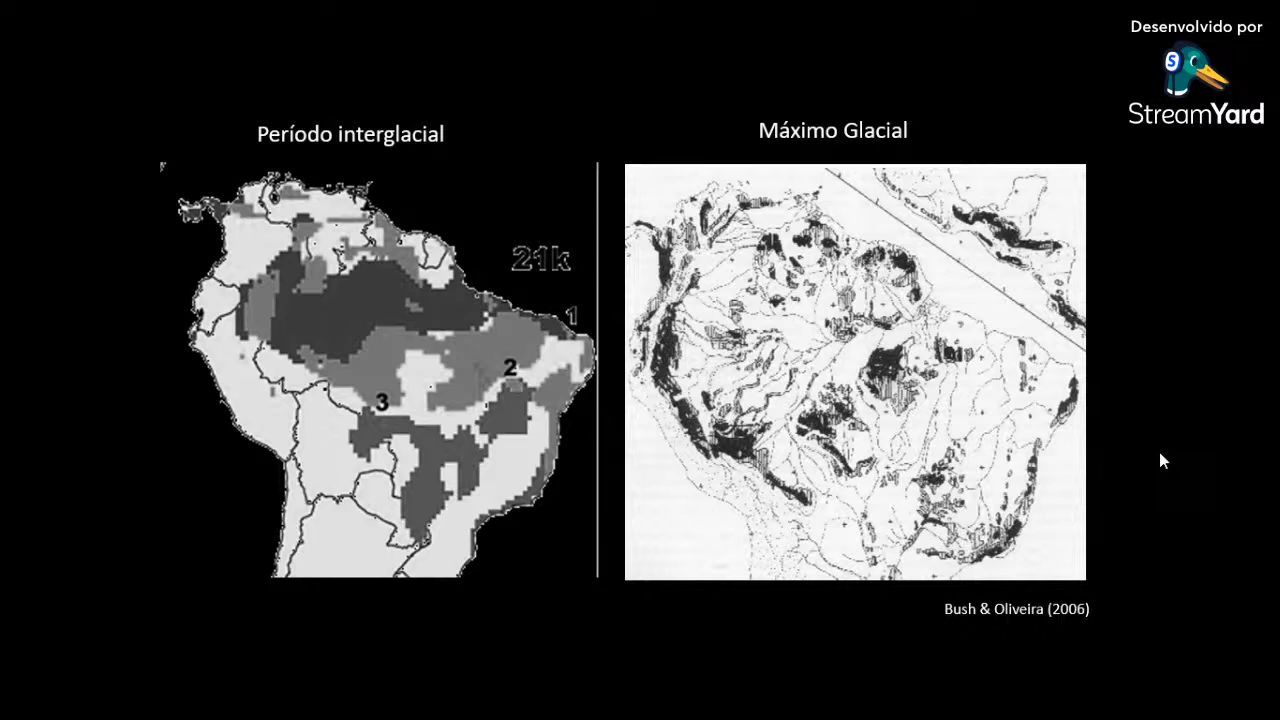 Desenvolvido por
StreamYard
Período interglacial
Máximo Glacial
21k
1
2
3
Bush & Oliveira (2006)